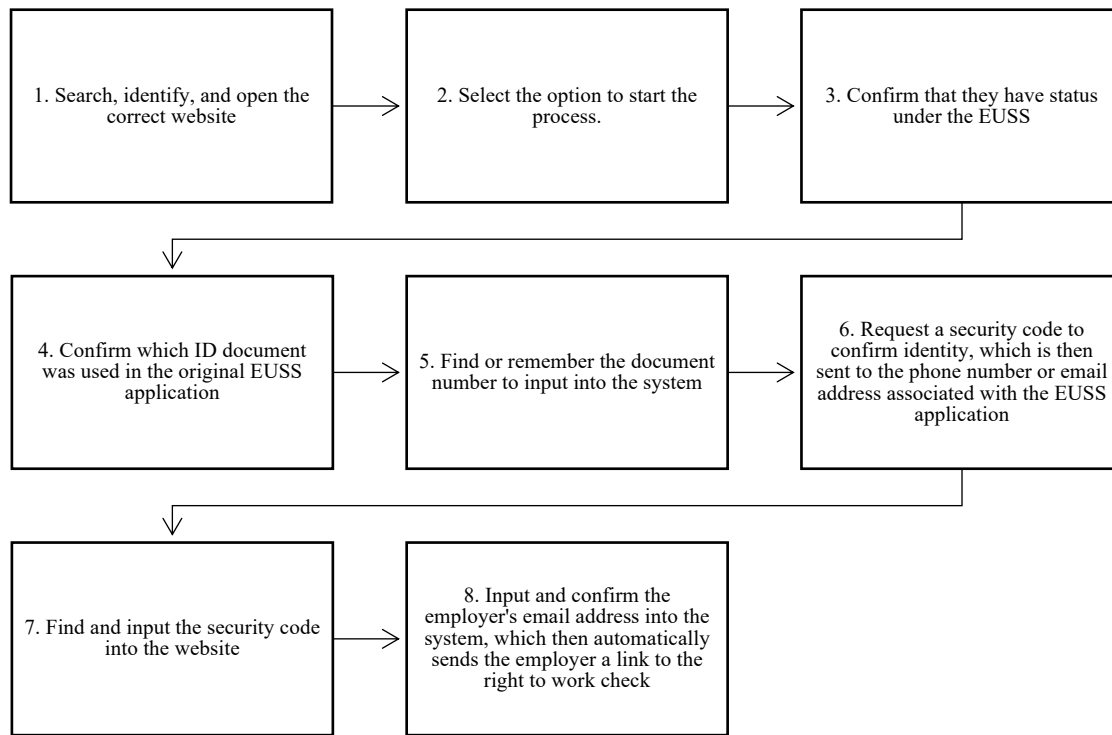 1. Search, identify, and open the
correct website
2. Select the option to start the
process.
3. Confirm that they have status
under the EUSS
4. Confirm which ID document
was used in the original EUSS
application
5. Find or remember the document
number to input into the system
6. Request a security code to
confirm identity, which is then
sent to the phone number or email
address associated with the EUSS
application
7. Find and input the security code
into the website
8. Input and confirm the
employer's email address into the
system, which then automatically
sends the employer a link to the
right to work check